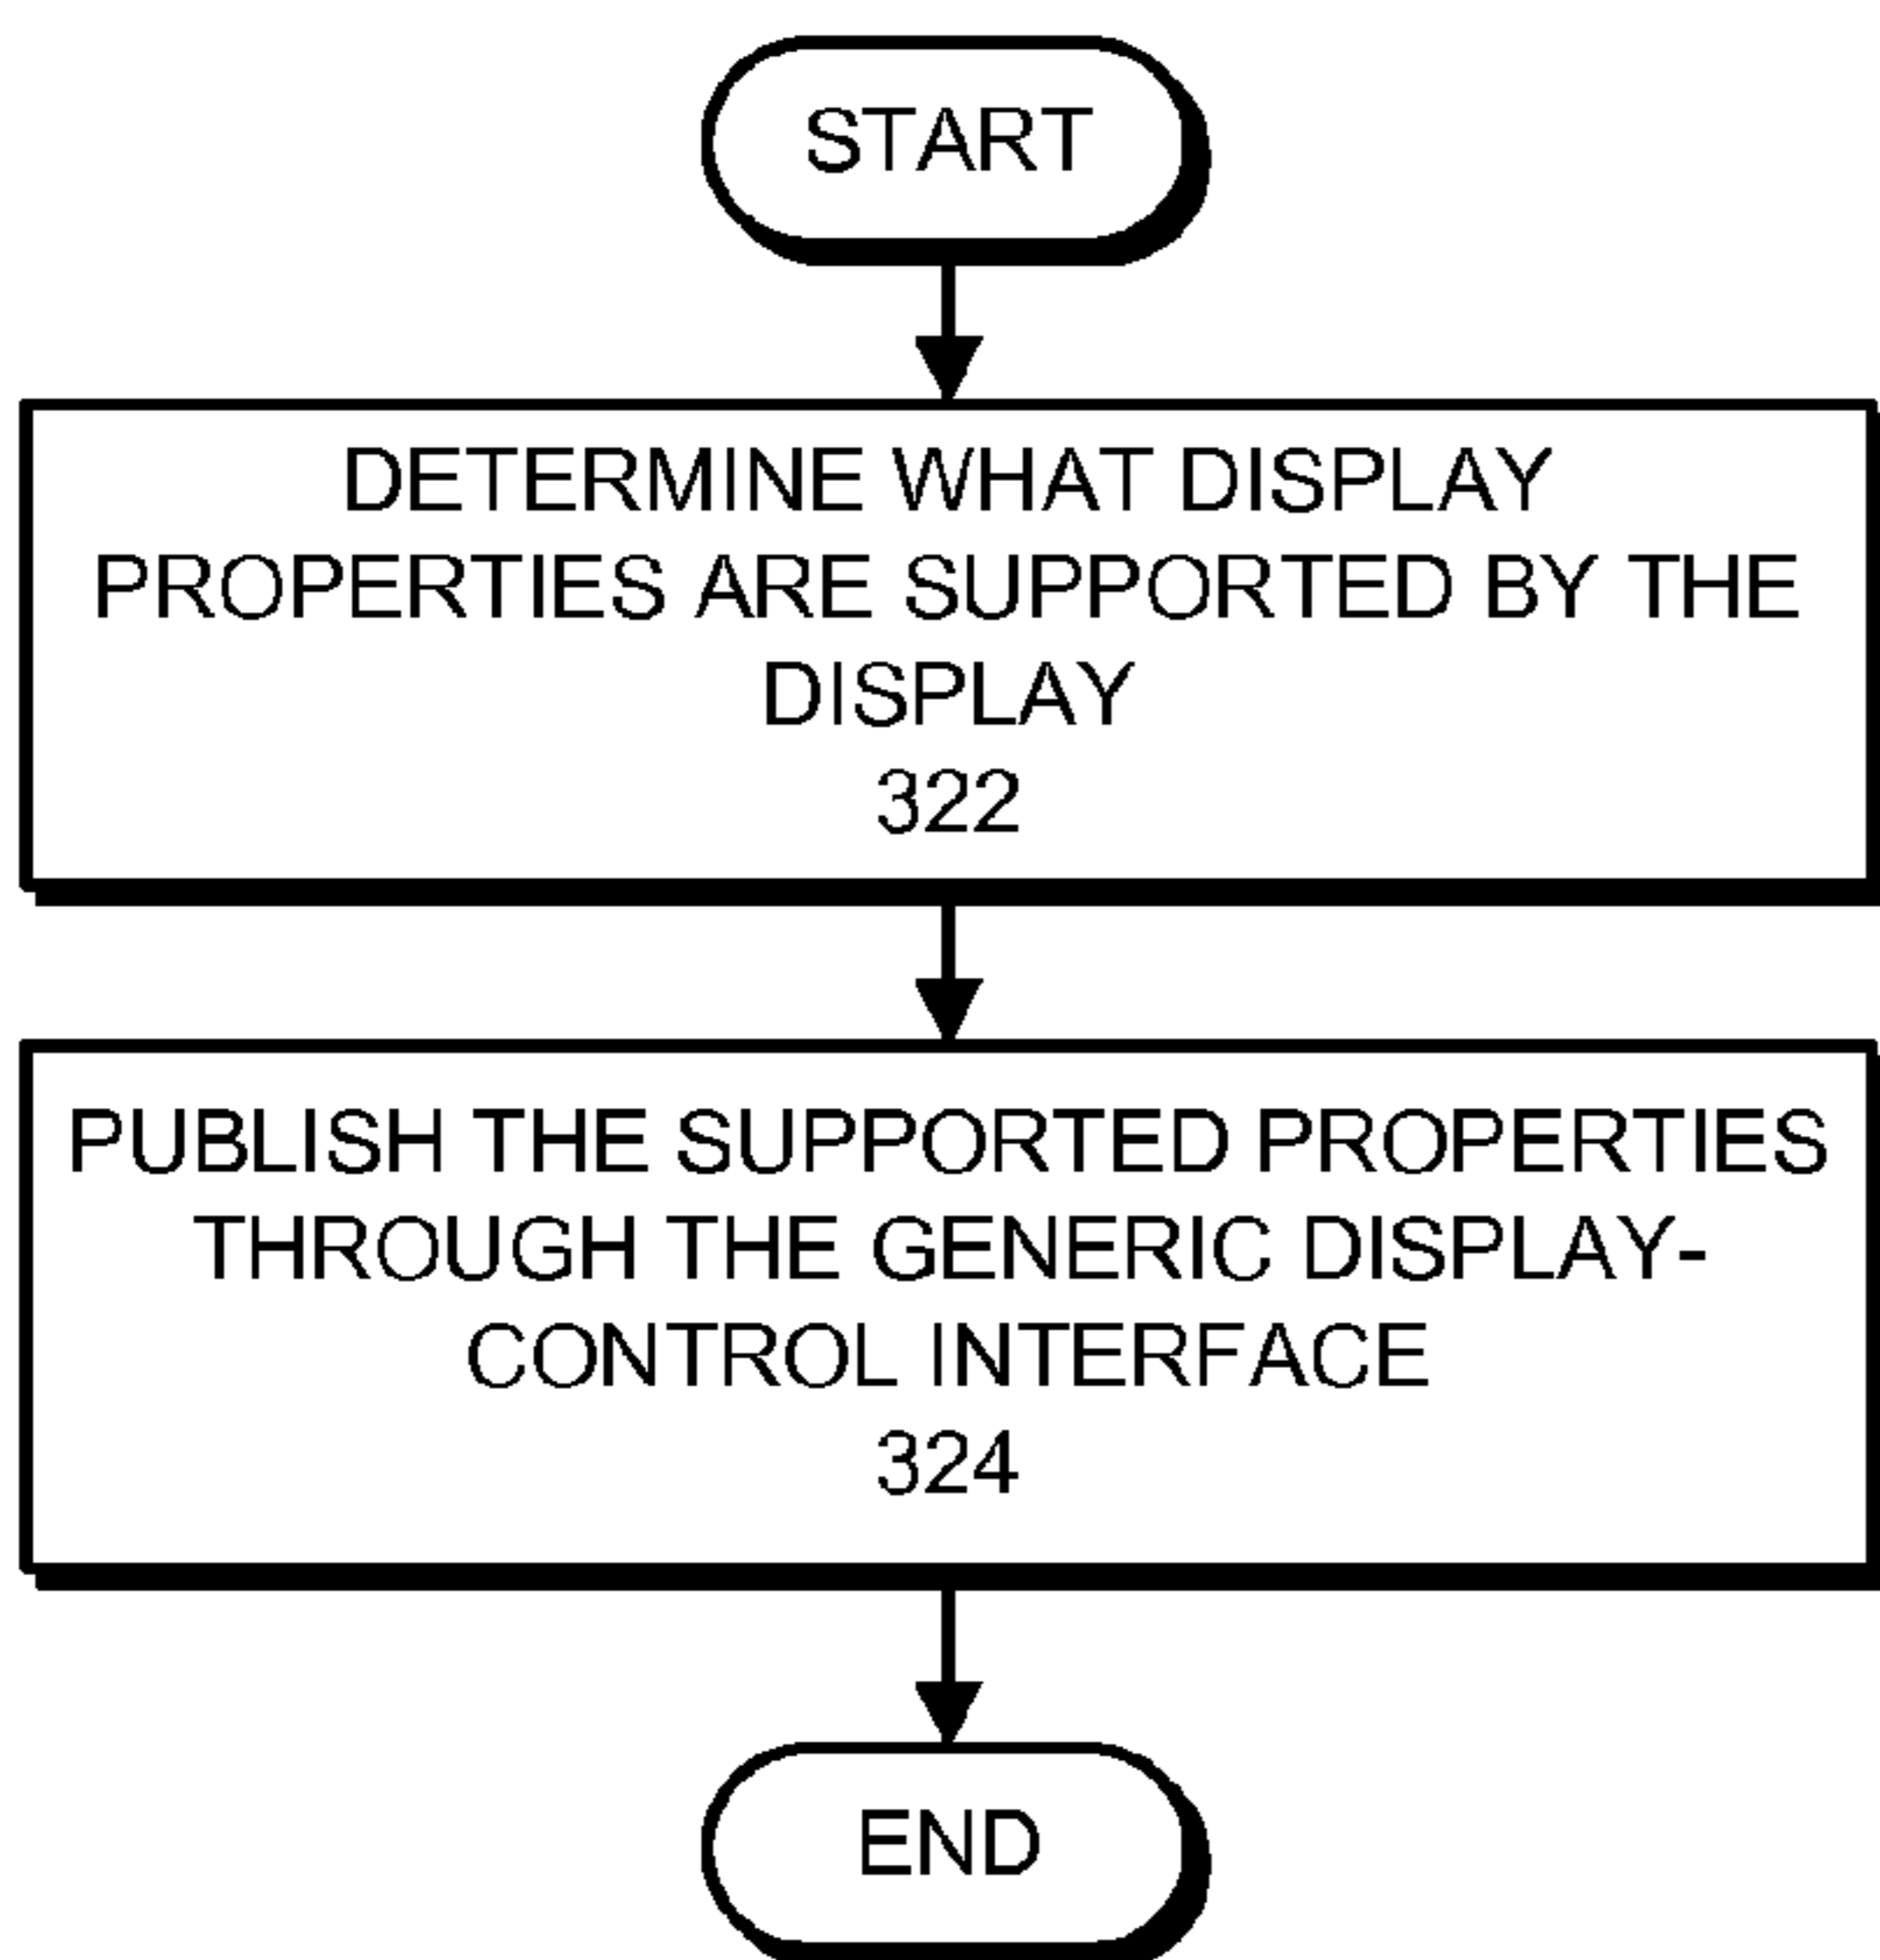 START
DETERMINE WHAT DISPLAY
PROPERTIES ARE SUPPORTED BY THE
DISPLAY
322
PUBLISH THE SUPPORTED PROPERTIES
THROUGH THE GENERIC DISPLAY-
CONTROL INTERFACE
324
END